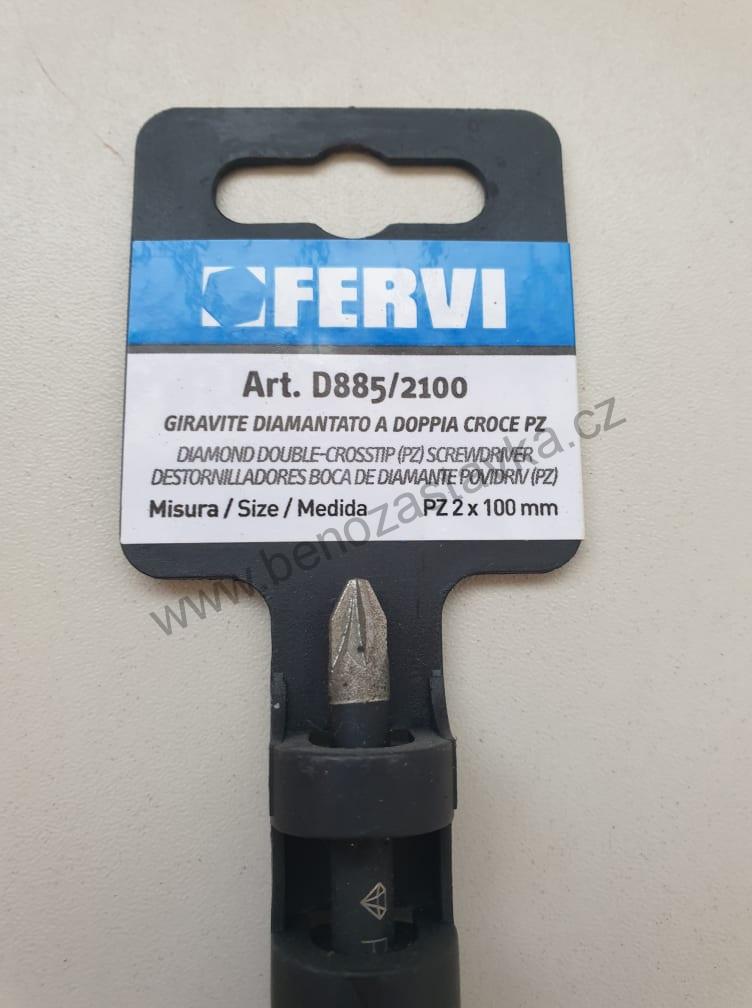 FERVI
Art. D885/2100
GIRAVITE DIAMANTATO A DOPPIA CROCE PZ
DIAMOND DOUBLE-CROSSTIP (PZ) SCREWDRIVER
DESTORNILLADORES BOCA DE DIAMANTE POVIDRIV (PZ)
Misura / Size / Medida PZ 2 x 100 mm
www.benozastavka.cz
F